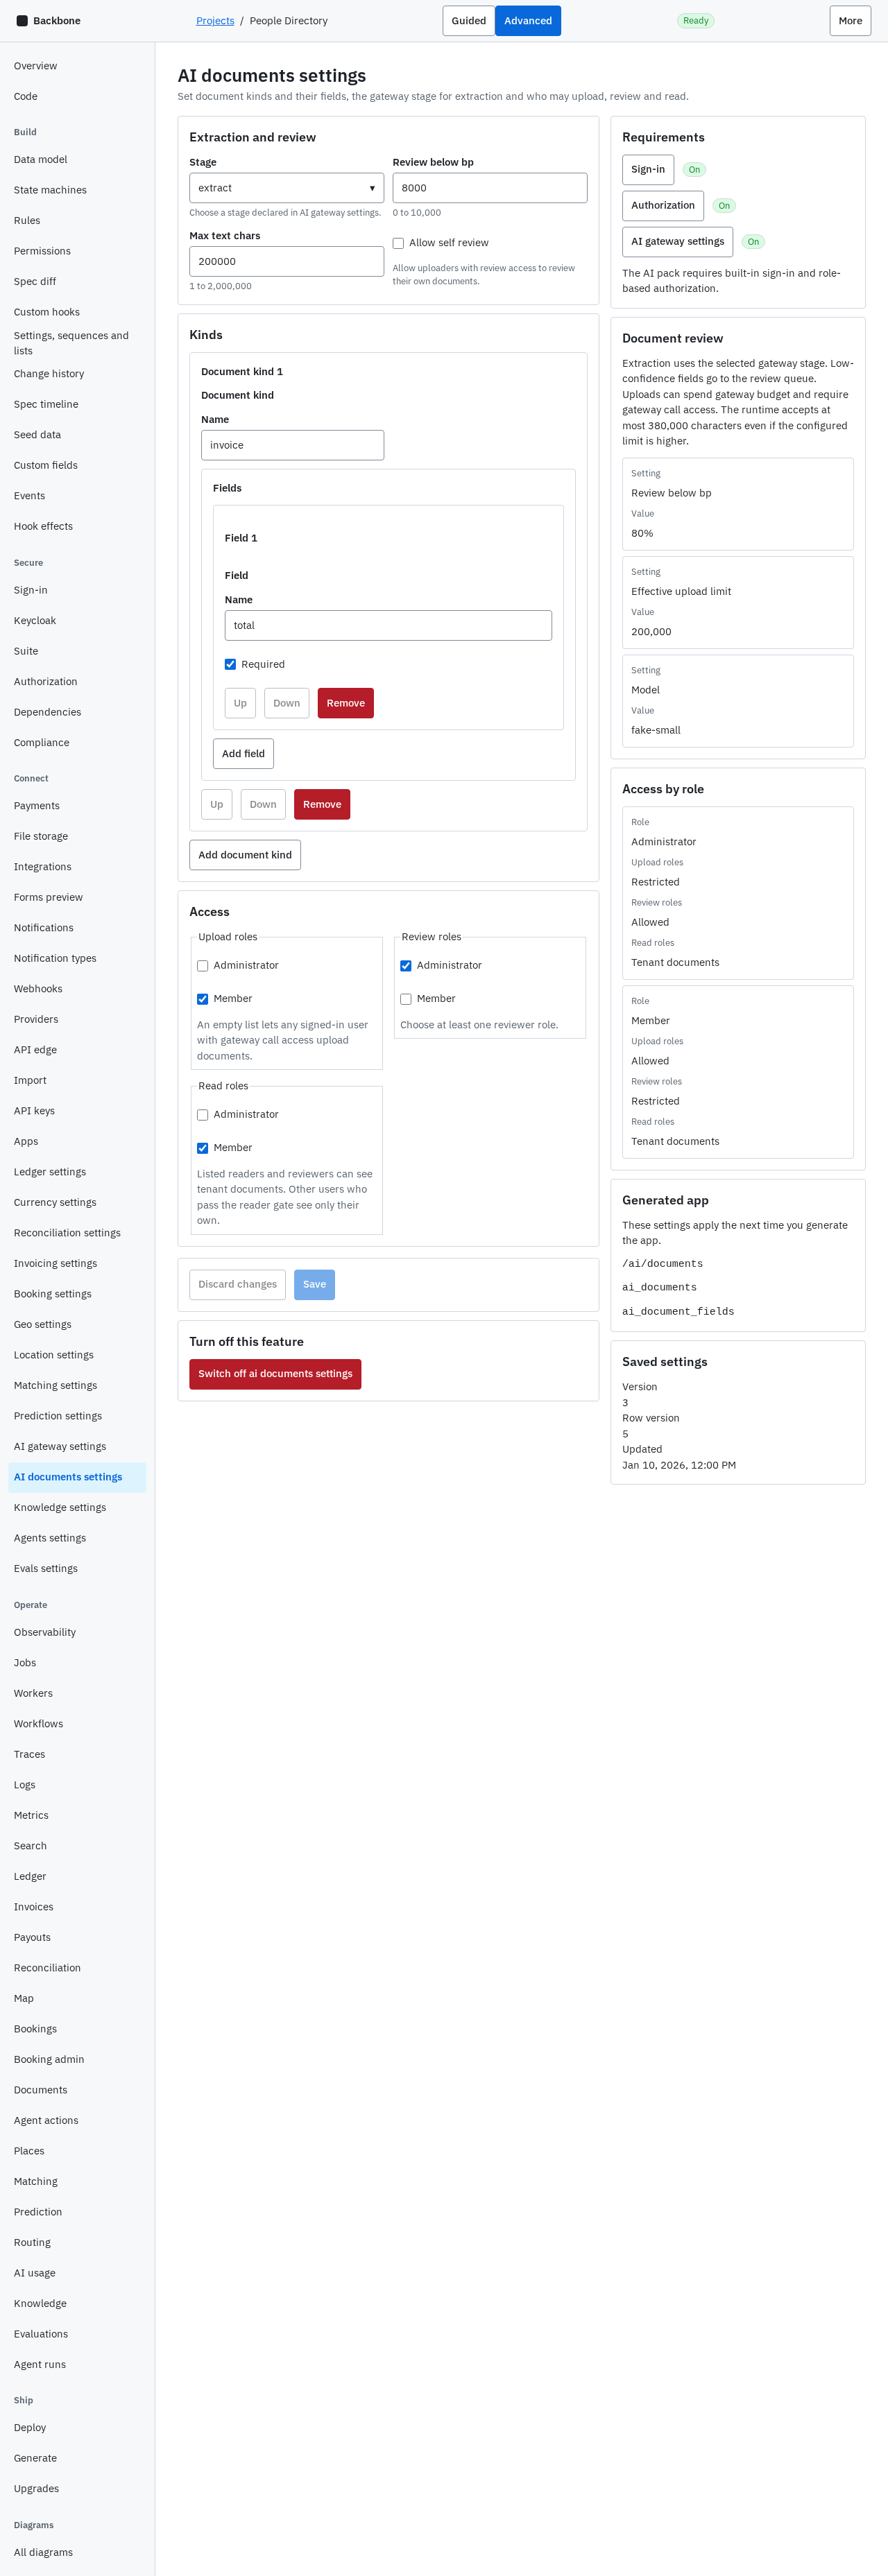 Backbone
Projects / People Directory
Guided
Advanced
Ready
More
Overview
Code
Build
Data model
State machines
Rules
Permissions
Spec diff
Custom hooks
Settings, sequences and
lists
Change history
Spec timeline
Seed data
Custom fields
Events
Hook effects
Secure
Sign-in
Keycloak
Suite
Authorization
Dependencies
Compliance
Connect
Payments
File storage
Integrations
Forms preview
Notifications
Notification types
Webhooks
Providers
API edge
Import
API keys
Apps
Ledger settings
Currency settings
Reconciliation settings
Invoicing settings
Booking settings
Geo settings
Location settings
Matching settings
Prediction settings
AI gateway settings
AI documents settings
Knowledge settings
Agents settings
Evals settings
Operate
Observability
Jobs
Workers
Workflows
Traces
Logs
Metrics
Search
Ledger
Invoices
Payouts
Reconciliation
Map
Bookings
Booking admin
Documents
Agent actions
Places
Matching
Prediction
Routing
AI usage
Knowledge
Evaluations
Agent runs
Ship
Deploy
Generate
Upgrades
Diagrams
All diagrams
AI documents settings
Set document kinds and their fields, the gateway stage for extraction and who may upload, review and read.
Extraction and review
Stage
extract
Choose a stage declared in AI gateway settings.
Review below bp
8000
0 to 10,000
Max text chars
200000
1 to 2,000,000
Allow self review
Allow uploaders with review access to review
their own documents.
Kinds
Document kind 1
Document kind
Name
invoice
Fields
Field 1
Field
Name
total
Required
Up
Down
Remove
Add field
Up
Down
Remove
Add document kind
Access
Upload roles
Administrator
Member
An empty list lets any signed-in user
with gateway call access upload
documents.
Review roles
Administrator
Member
Choose at least one reviewer role.
Read roles
Administrator
Member
Listed readers and reviewers can see
tenant documents. Other users who
pass the reader gate see only their
own.
Discard changes
Save
Turn off this feature
Switch off ai documents settings
Requirements
Sign-in
On
Authorization
On
AI gateway settings
On
The AI pack requires built-in sign-in and role-
based authorization.
Document review
Extraction uses the selected gateway stage. Low-
confidence fields go to the review queue.
Uploads can spend gateway budget and require
gateway call access. The runtime accepts at
most 380,000 characters even if the configured
limit is higher.
Setting
Review below bp
Value
80%
Setting
Effective upload limit
Value
200,000
Setting
Model
Value
fake-small
Access by role
Role
Administrator
Upload roles
Restricted
Review roles
Allowed
Read roles
Tenant documents
Role
Member
Upload roles
Allowed
Review roles
Restricted
Read roles
Tenant documents
Generated app
These settings apply the next time you generate
the app.
/ai/documents
ai_documents
ai_document_fields
Saved settings
Version
3
Row version
5
Updated
Jan 10, 2026, 12:00 PM